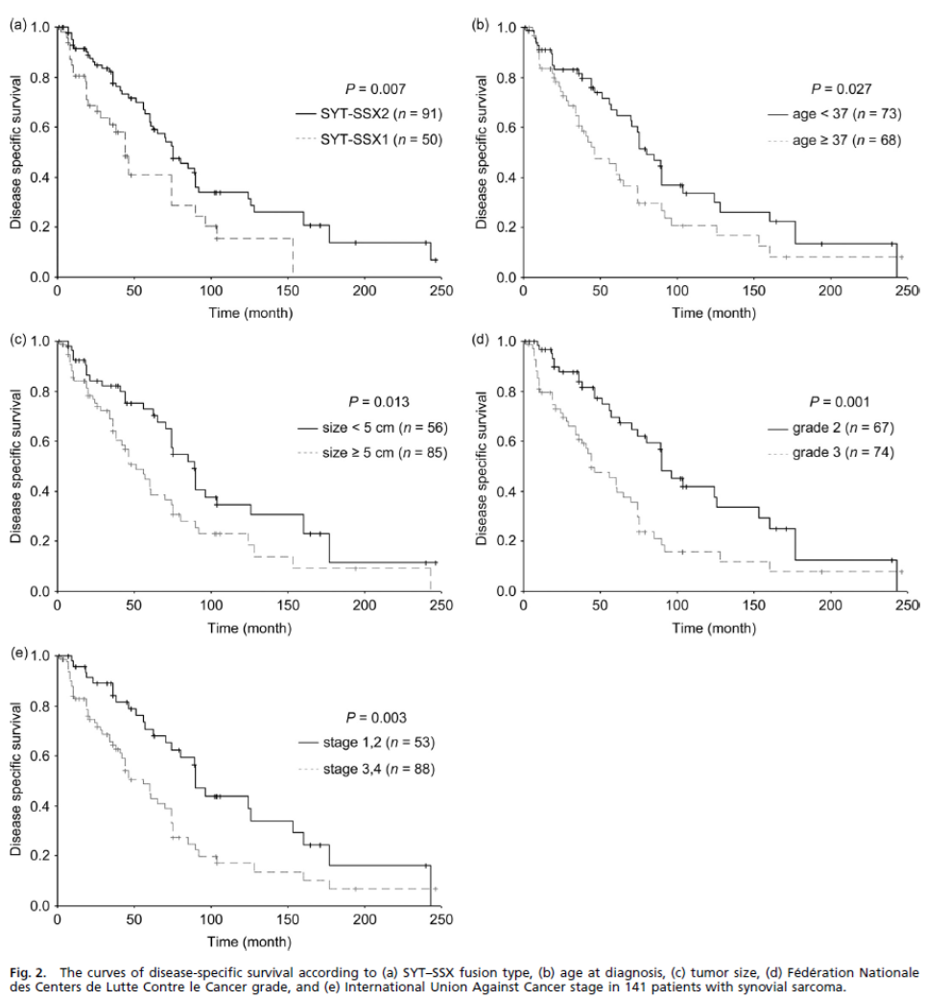 (a)
1.0
0.8
0.6
0.4
0.2
0.0
Disease specific survival
P = 0.007
SYT-SSX2 (n = 91)
SYT-SSX1 (n = 50)
0 50 100 150 200 250
Time (month)
(b)
1.0
0.8
0.6
0.4
0.2
0.0
Disease specific survival
P = 0.027
age < 37 (n = 73)
age ≥ 37 (n = 68)
0 50 100 150 200 250
Time (month)
(c)
1.0
0.8
0.6
0.4
0.2
0.0
Disease specific survival
P = 0.013
size < 5 cm (n = 56)
size ≥ 5 cm (n = 85)
0 50 100 150 200 250
Time (month)
(d)
1.0
0.8
0.6
0.4
0.2
0.0
Disease specific survival
P = 0.001
grade 2 (n = 67)
grade 3 (n = 74)
0 50 100 150 200 250
Time (month)
(e)
1.0
0.8
0.6
0.4
0.2
0.0
Disease specific survival
P = 0.003
stage 1,2 (n = 53)
stage 3,4 (n = 88)
0 50 100 150 200 250
Time (month)
Fig. 2. The curves of disease-specific survival according to (a) SYT–SSX fusion type, (b) age at diagnosis, (c) tumor size, (d) Fédération Nationale
des Centers de Lutte Contre le Cancer grade, and (e) International Union Against Cancer stage in 141 patients with synovial sarcoma.